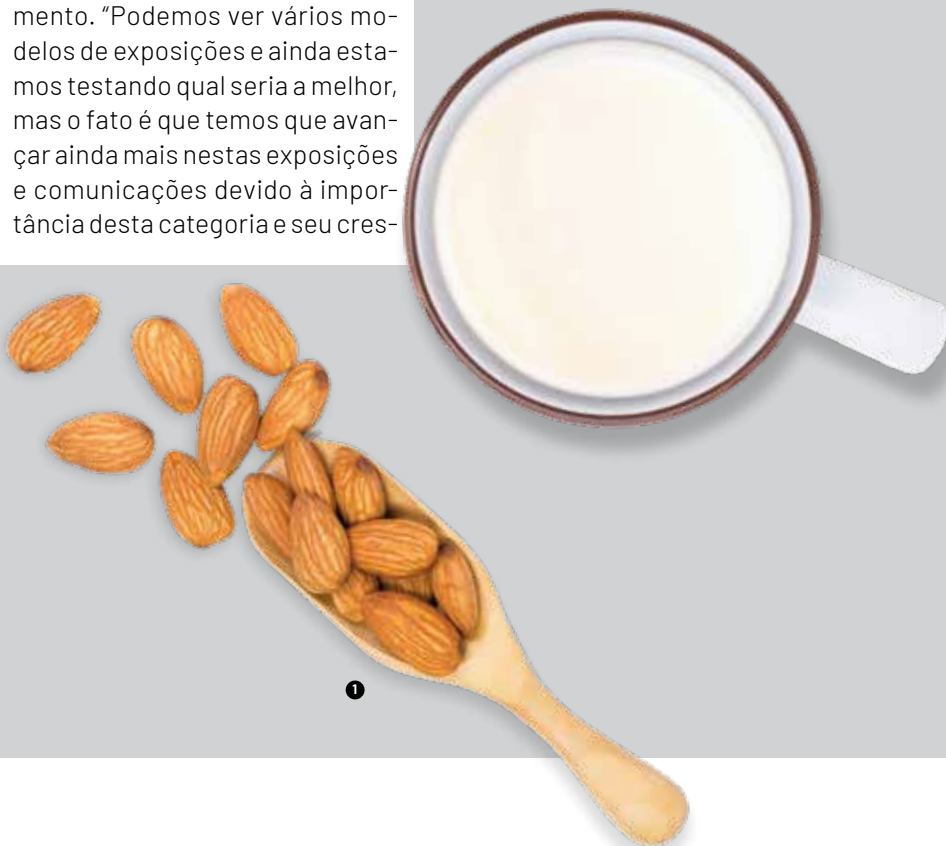 mento. “Podemos ver vários mo-
delos de exposições e ainda esta-
mos testando qual seria a melhor,
mas o fato é que temos que avan-
çar ainda mais nestas exposições
e comunicações devido à impor-
tância desta categoria e seu cres-
1